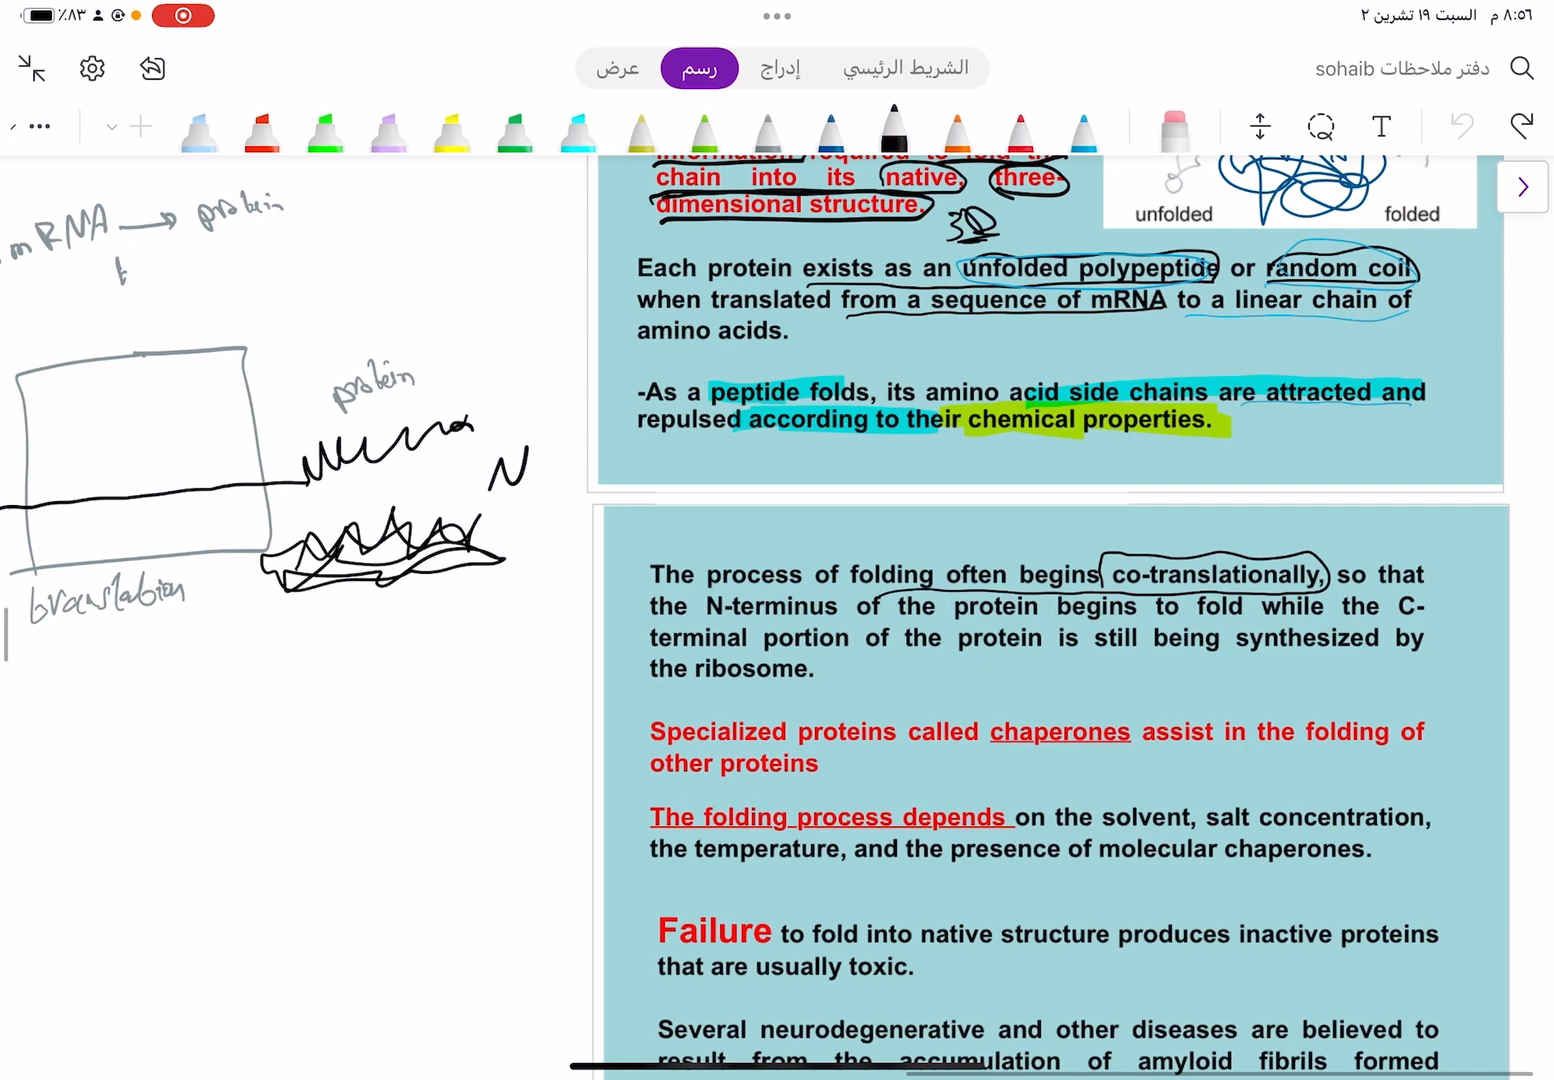 ٪٨٣
٨:٥٦ م السبت ١٩ تشرين ٢
عرض
رسم
إدراج
الشريط الرئيسي
دفتر ملاحظات sohaib
T
mRNA → protein
t
protein
N
translation
chain into its native, three-
dimensional structure.
3D
unfolded
folded
Each protein exists as an unfolded polypeptide or random coil
when translated from a sequence of mRNA to a linear chain of
amino acids.
-As a peptide folds, its amino acid side chains are attracted and
repulsed according to their chemical properties.
The process of folding often begins co-translationally, so that
the N-terminus of the protein begins to fold while the C-
terminal portion of the protein is still being synthesized by
the ribosome.
Specialized proteins called chaperones assist in the folding of
other proteins
The folding process depends on the solvent, salt concentration,
the temperature, and the presence of molecular chaperones.
Failure to fold into native structure produces inactive proteins
that are usually toxic.
Several neurodegenerative and other diseases are believed to
result from the accumulation of amyloid fibrils formed